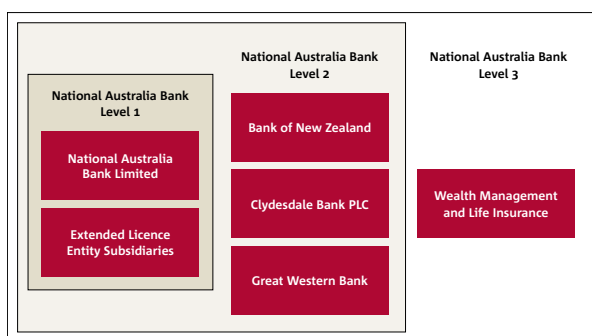 National Australia Bank
Level 1
National Australia
Bank Limited
Extended Licence
Entity Subsidiaries
National Australia Bank
Level 2
Bank of New Zealand
Clydesdale Bank PLC
Great Western Bank
National Australia Bank
Level 3
Wealth Management
and Life Insurance